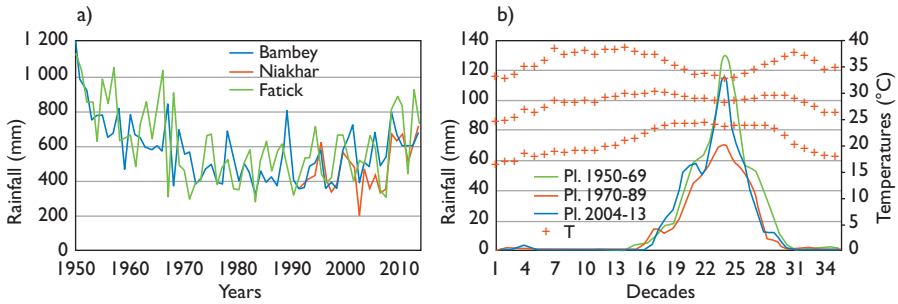 a)
1 200
1 000
800
600
400
200
0
Rainfall (mm)
Bambey
Niakhar
Fatick
1950 1960 1970 1980 1990 2000 2010
Years
b)
140
120
100
80
60
40
20
0
Rainfall (mm)
Pl. 1950-69
Pl. 1970-89
Pl. 2004-13
T
40
35
30
25
20
15
10
5
0
Temperatures (°C)
1 4 7 10 13 16 19 22 25 28 31 34
Decades